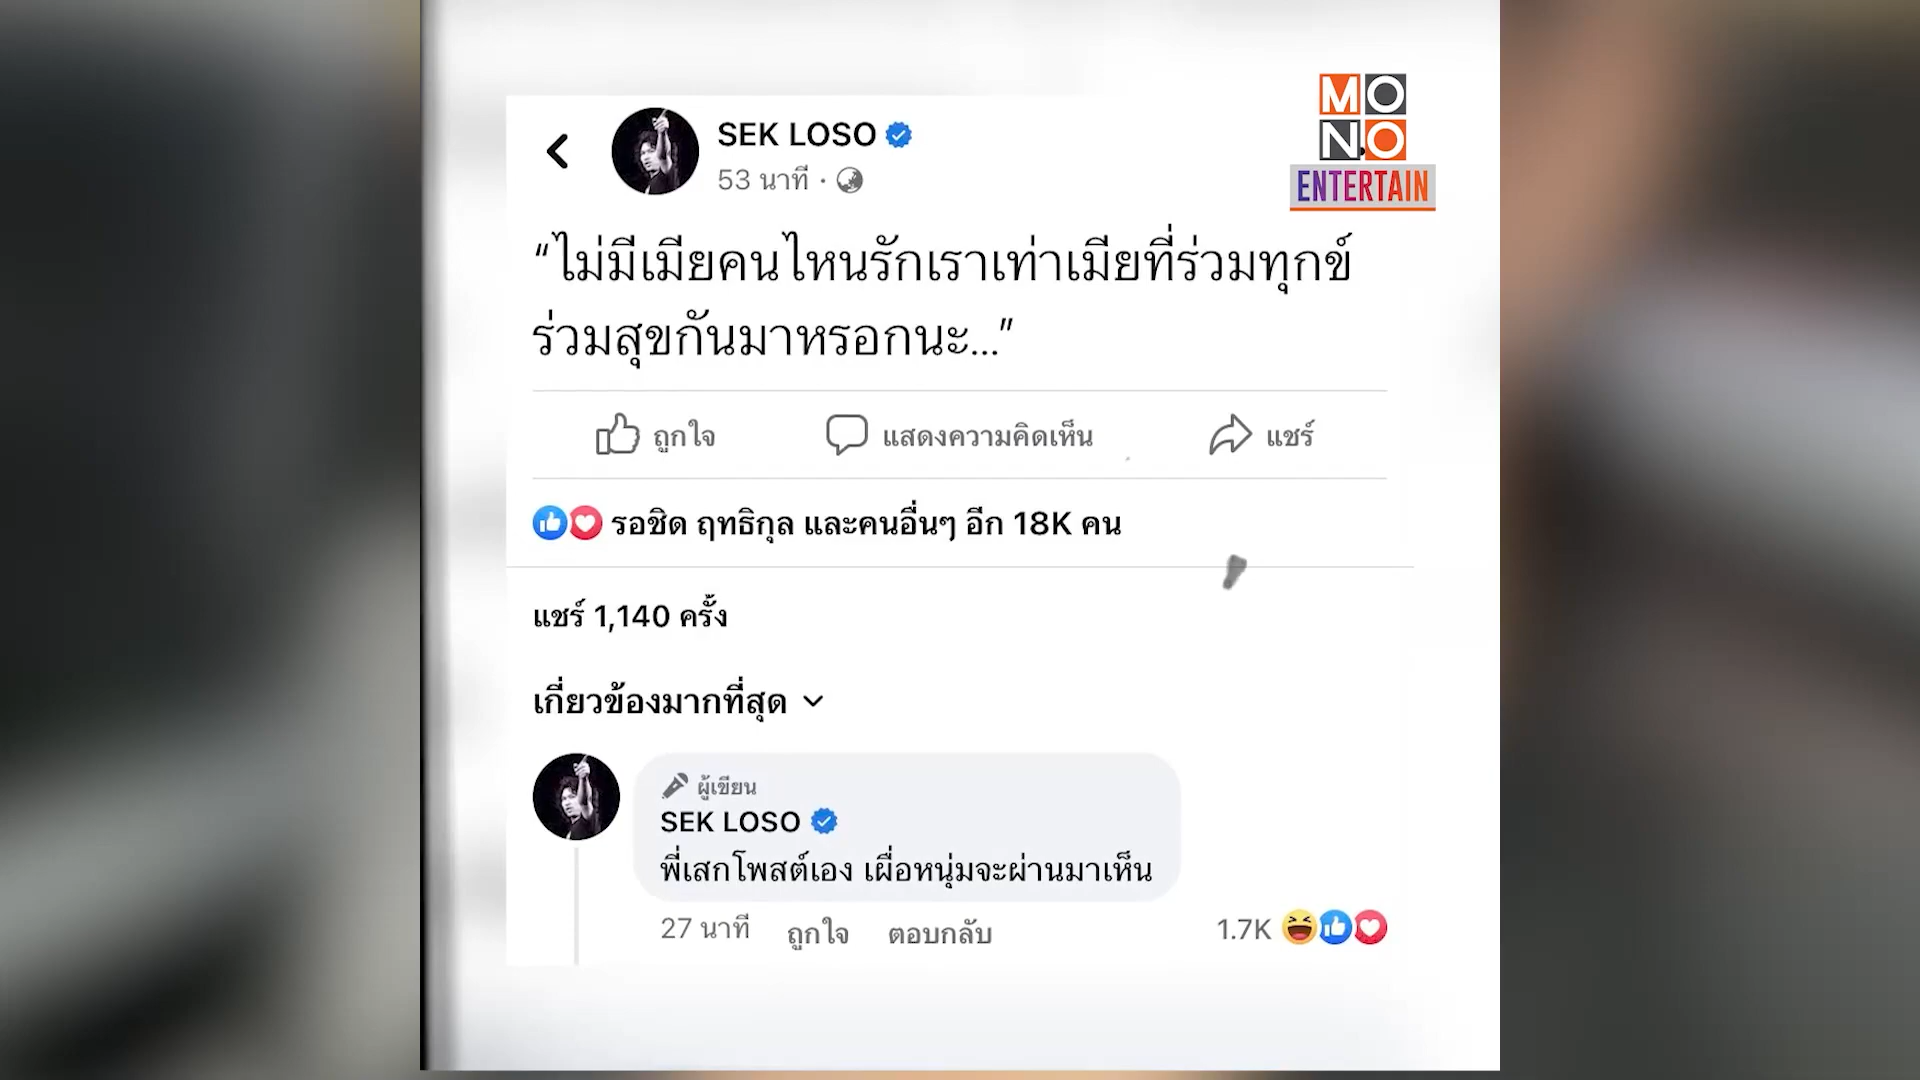 MONO
ENTERTAIN
SEK LOSO
53 นาที ·
“ไม่มีเมียคนไหนรักเราเท่าเมียที่ร่วมทุกข์
ร่วมสุขกันมาหรอกนะ...”
ถูกใจ แสดงความคิดเห็น แชร์
รอชิด ฤทธิกุล และคนอื่นๆ อีก 18K คน
แชร์ 1,140 ครั้ง
เกี่ยวข้องมากที่สุด
ผู้เขียน
SEK LOSO
พี่เสกโพสต์เอง เผื่อหนุ่มจะผ่านมาเห็น
27 นาที ถูกใจ ตอบกลับ 1.7K